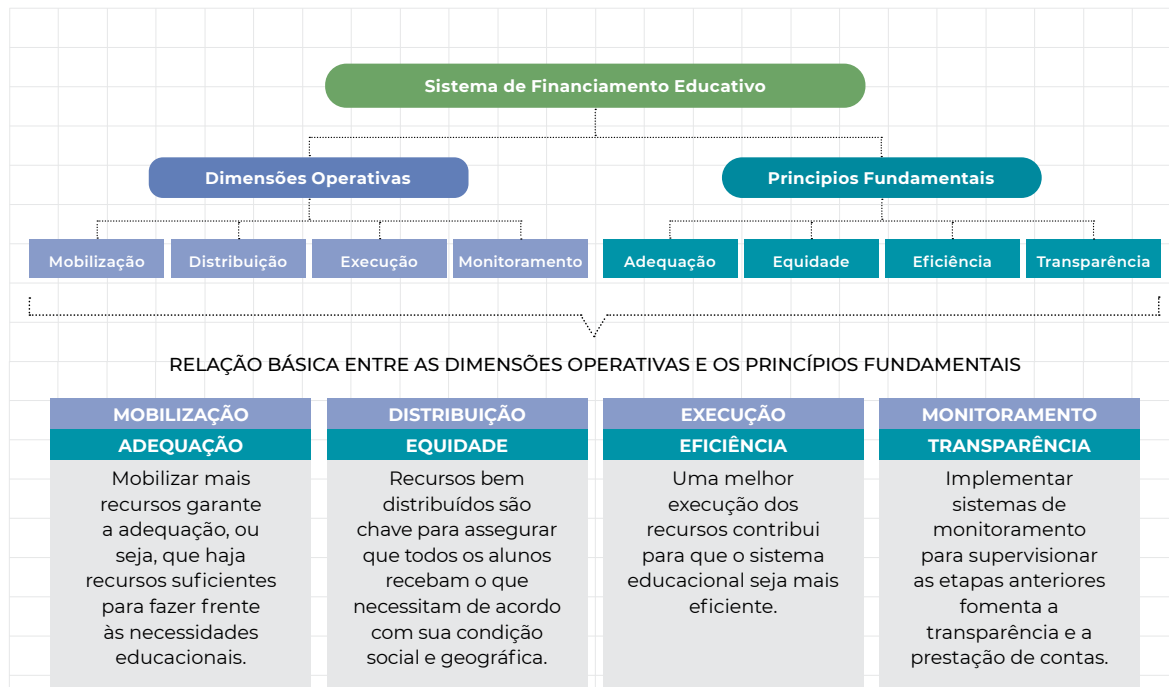 Sistema de Financiamento Educativo
Dimensões Operativas
Principios Fundamentais
Mobilização
Distribuição
Execução
Monitoramento
Adequação
Equidade
Eficiência
Transparência
RELAÇÃO BÁSICA ENTRE AS DIMENSÕES OPERATIVAS E OS PRINCÍPIOS FUNDAMENTAIS
MOBILIZAÇÃO
ADEQUAÇÃO
Mobilizar mais
recursos garante
a adequação, ou
seja, que haja
recursos suficientes
para fazer frente
às necessidades
educacionais.
DISTRIBUIÇÃO
EQUIDADE
Recursos bem
distribuídos são
chave para assegurar
que todos os alunos
recebam o que
necessitam de acordo
com sua condição
social e geográfica.
EXECUÇÃO
EFICIÊNCIA
Uma melhor
execução dos
recursos contribui
para que o sistema
educacional seja mais
eficiente.
MONITORAMENTO
TRANSPARÊNCIA
Implementar
sistemas de
monitoramento
para supervisionar
as etapas anteriores
fomenta a
transparência e a
prestação de contas.